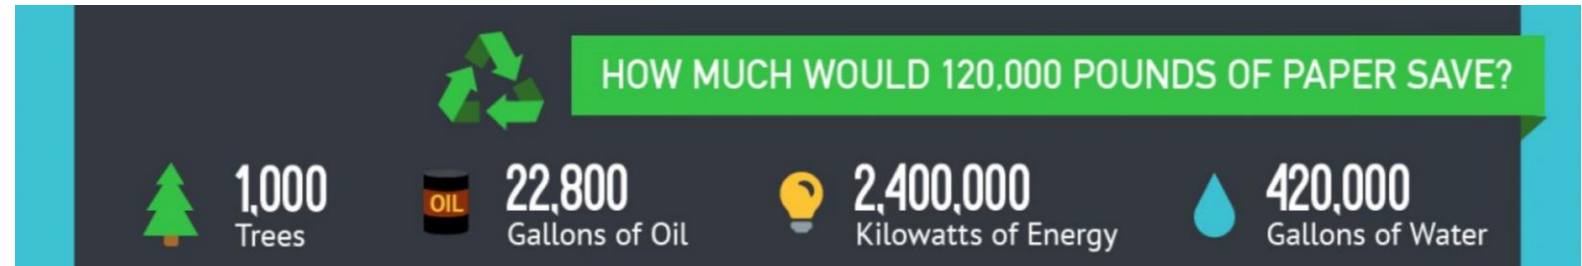 HOW MUCH WOULD 120,000 POUNDS OF PAPER SAVE?
1,000
Trees
OIL
22,800
Gallons of Oil
2,400,000
Kilowatts of Energy
420,000
Gallons of Water